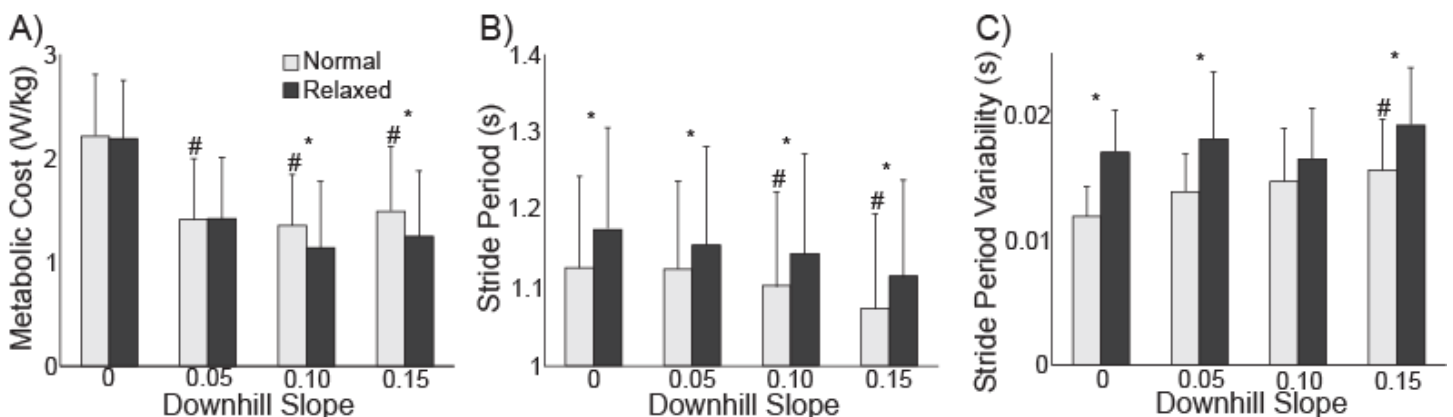 A)
Metabolic Cost (W/kg)
3
2
1
0
Normal
Relaxed
#
# *
# *
0 0.05 0.10 0.15
Downhill Slope
B)
Stride Period (s)
1.4
1.3
1.2
1.1
1
*
*
# *
# *
0 0.05 0.10 0.15
Downhill Slope
C)
Stride Period Variability (s)
0.02
0.01
0
*
*
# *
0 0.05 0.10 0.15
Downhill Slope